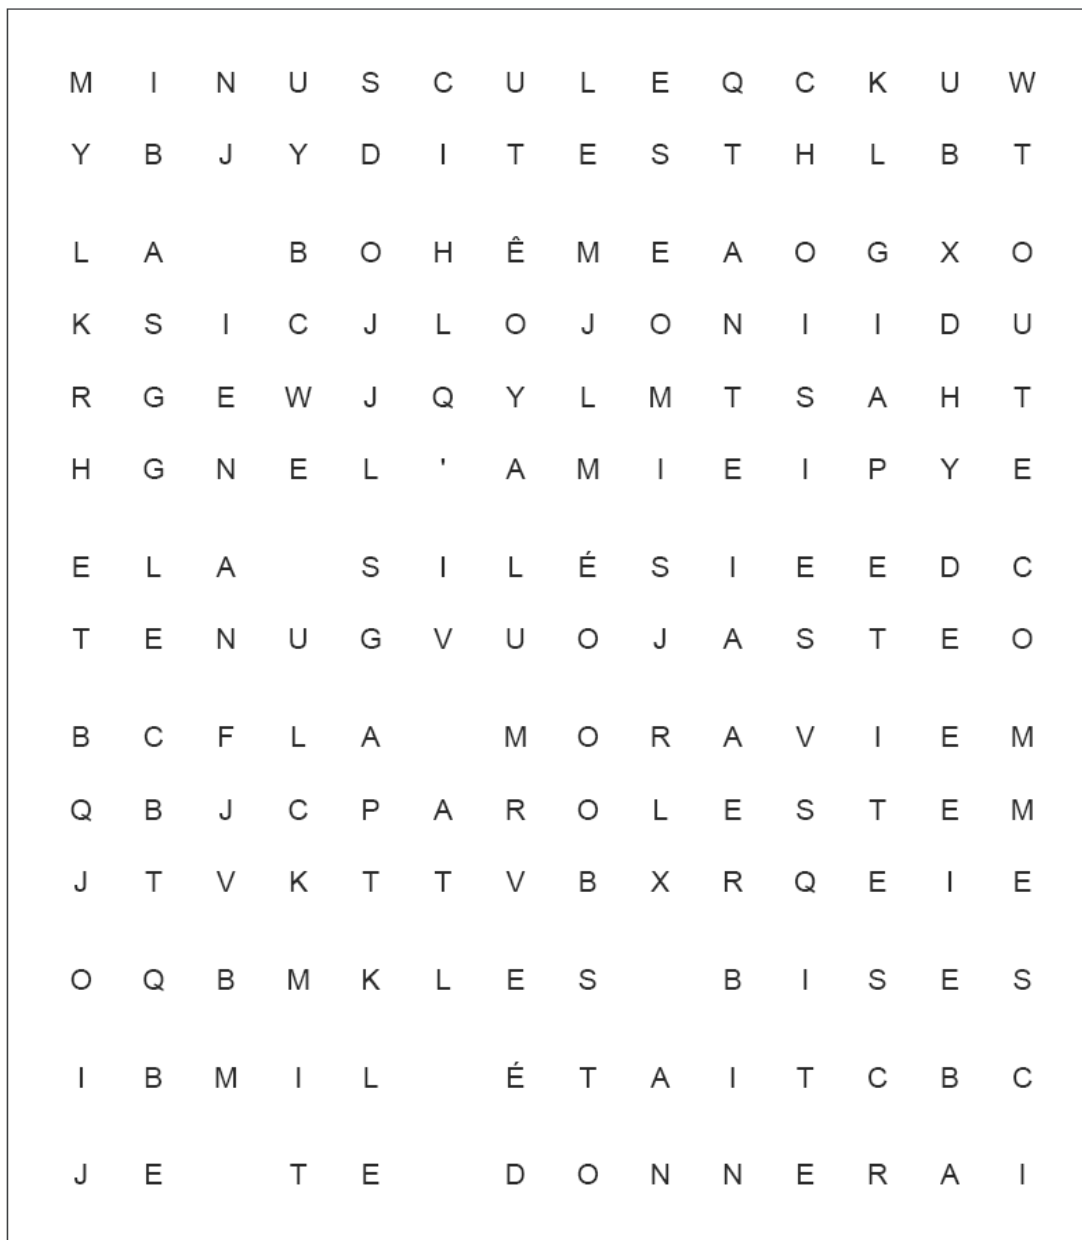 M I N U S C U L E Q C K U W
Y B J Y D I T E S T H L B T
L A   B O H Ê M E A O G X O
K S I C J L O J O N I I D U
R G E W J Q Y L M T S A H T
H G N E L ' A M I E I P Y E
E L A   S I L É S I E E D C
T E N U G V U O J A S T E O
B C F L A   M O R A V I E M
Q B J C P A R O L E S T E M
J T V K T T V B X R Q E I E
O Q B M K L E S   B I S E S
I B M I L   É T A I T C B C
J E   T E   D O N N E R A I